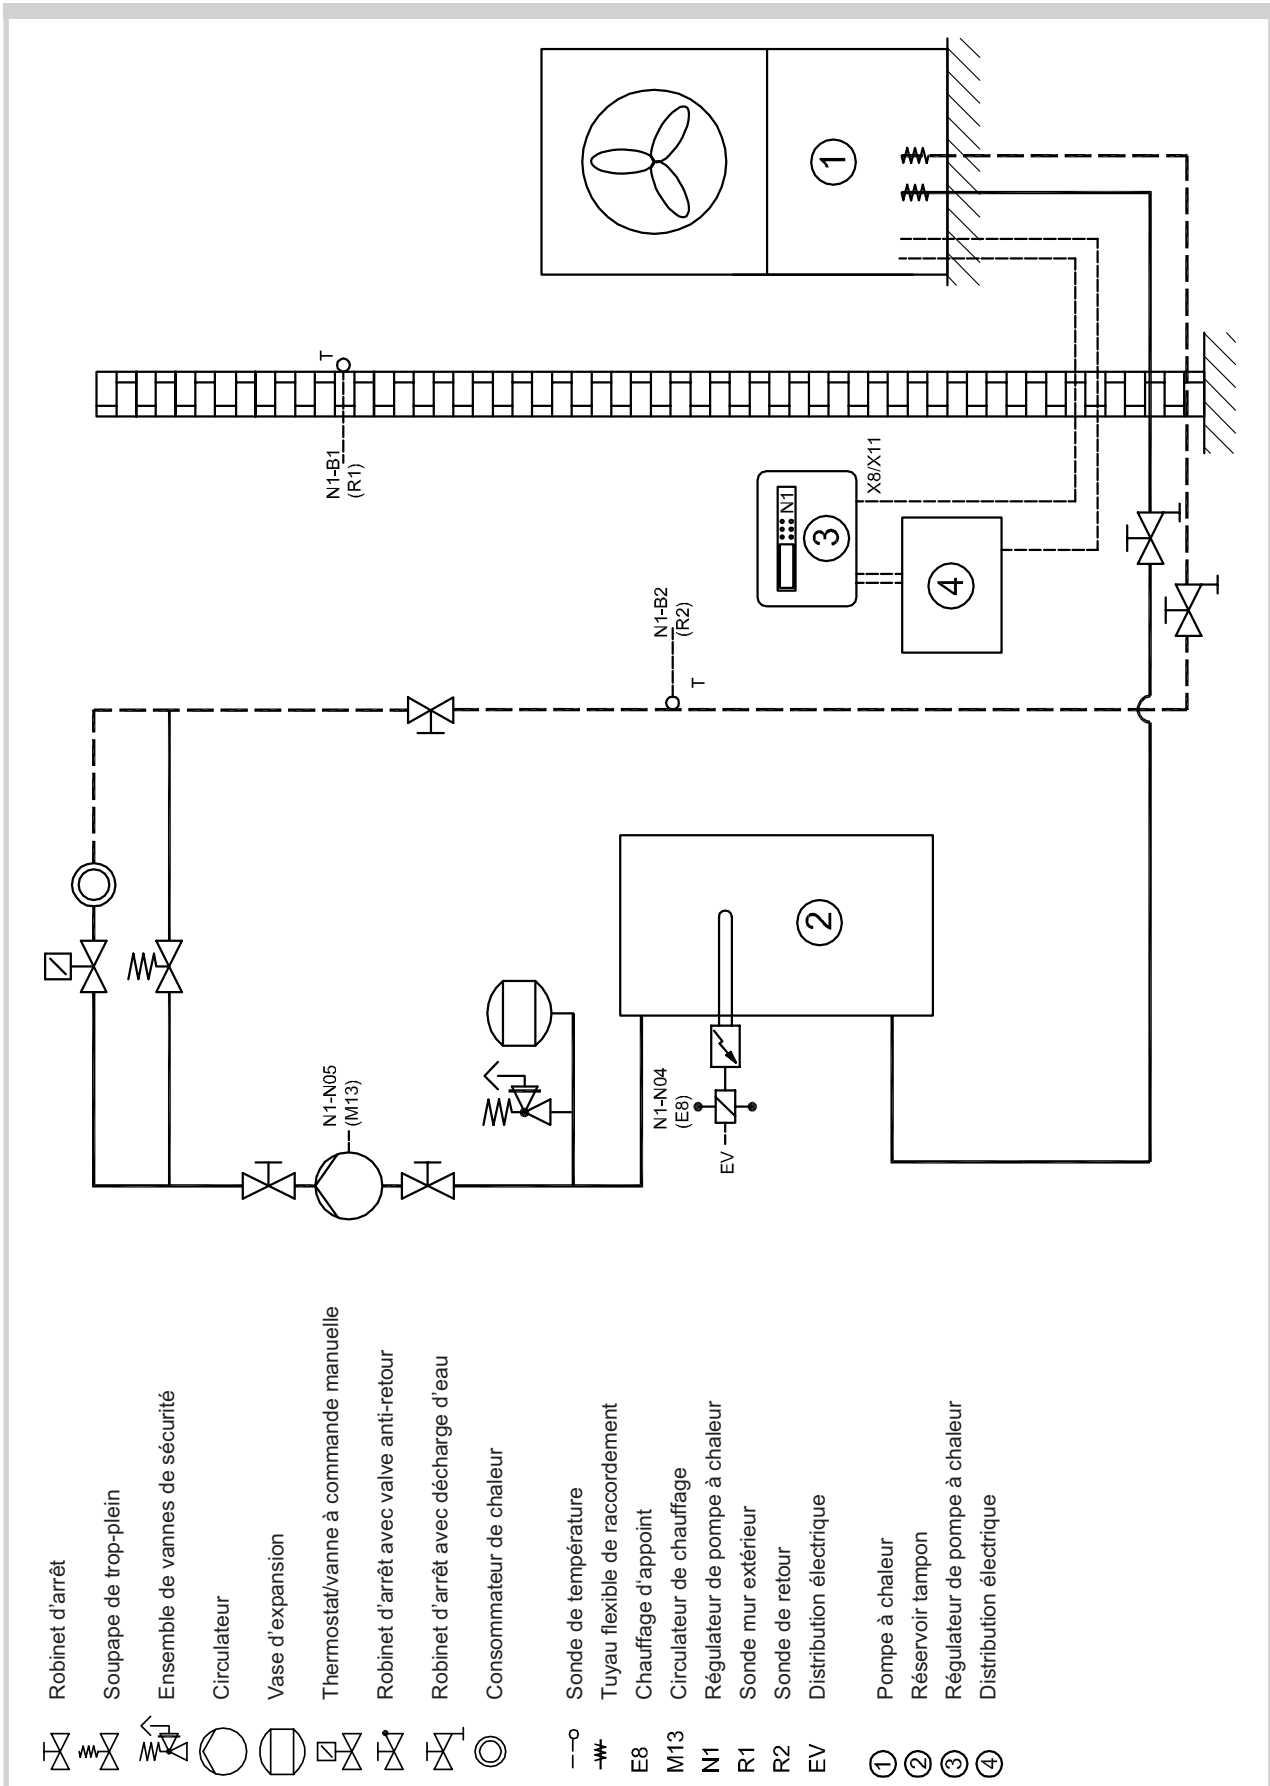 1
T
N1-B1
(R1)
X8/X11
N1
3
4
N1-B2
(R2)
T
2
N1-N05
(M13)
N1-N04
(E8)
EV
Robinet d'arrêt
Soupape de trop-plein
Ensemble de vannes de sécurité
Circulateur
Vase d'expansion
Thermostat/vanne à commande manuelle
Robinet d'arrêt avec valve anti-retour
Robinet d'arrêt avec décharge d'eau
Consommateur de chaleur
Sonde de température
Tuyau flexible de raccordement
E8 Chauffage d'appoint
M13 Circulateur de chauffage
N1 Régulateur de pompe à chaleur
R1 Sonde mur extérieur
R2 Sonde de retour
EV Distribution électrique
1 Pompe à chaleur
2 Réservoir tampon
3 Régulateur de pompe à chaleur
4 Distribution électrique